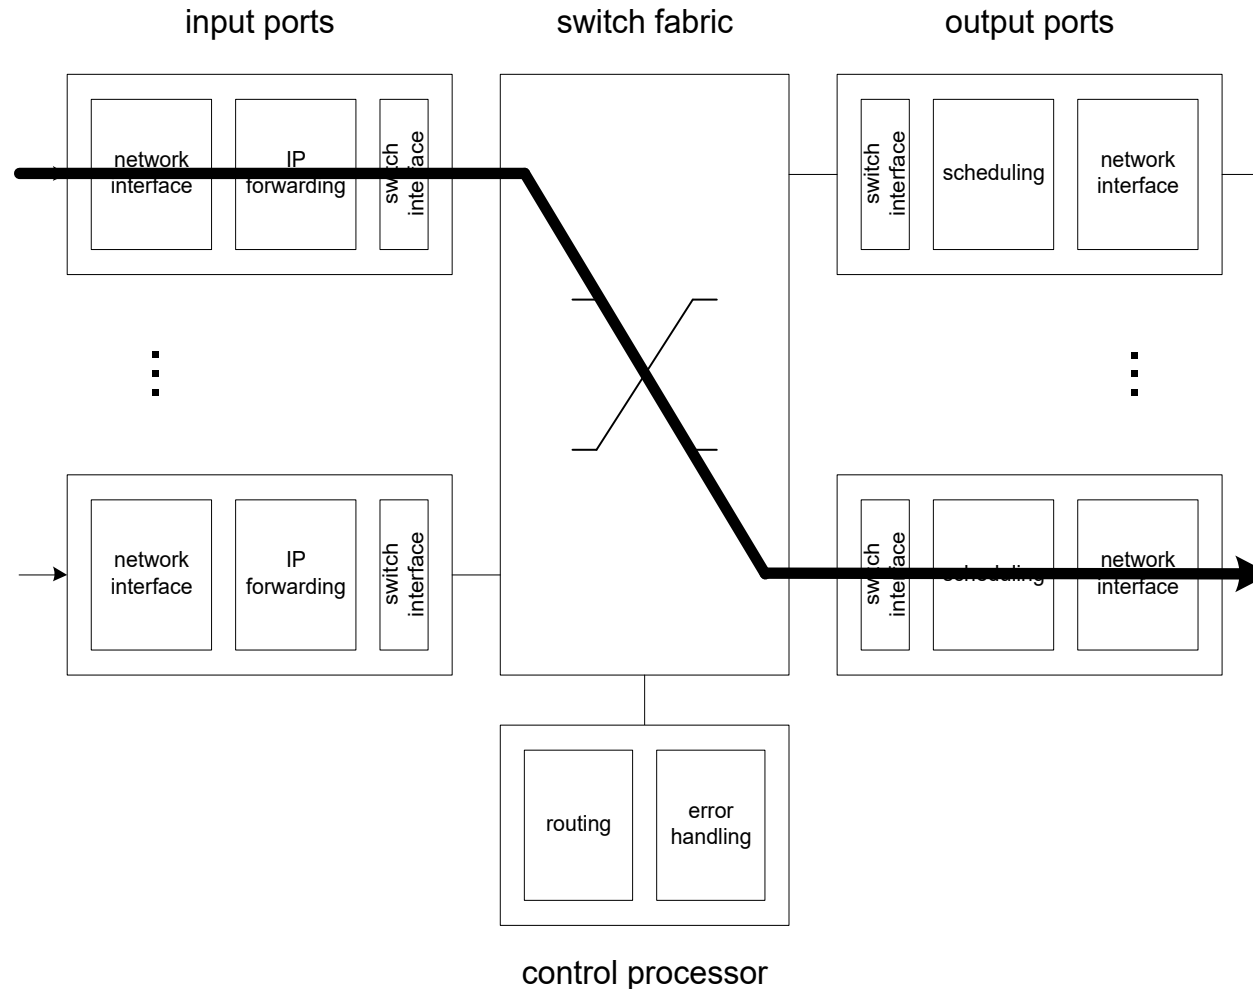 input ports
switch fabric
output ports
network
interface
IP
forwarding
switch
interface
switch
interface
scheduling
network
interface
network
interface
IP
forwarding
switch
interface
switch
interface
scheduling
network
interface
routing
error
handling
control processor